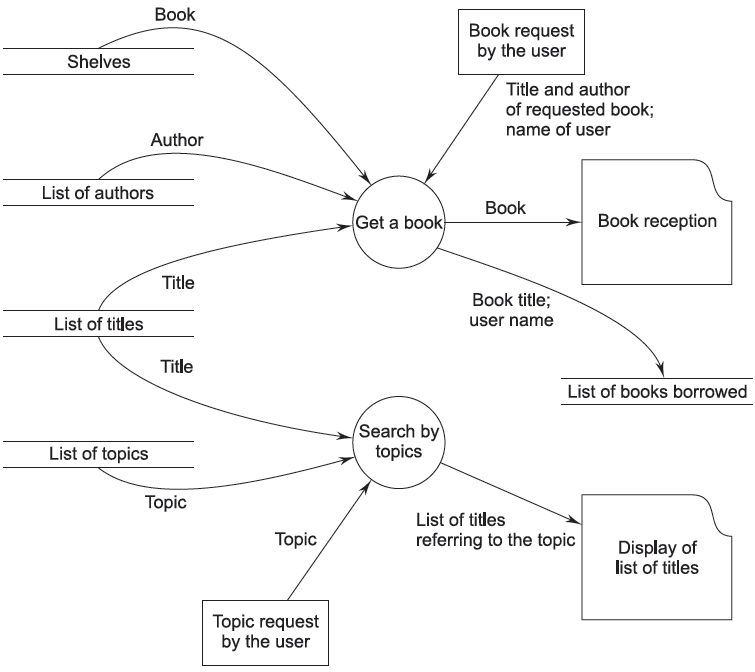 Book
Shelves
Book request
by the user
Title and author
of requested book;
name of user
Author
List of authors
Get a book
Book
Book reception
Title
Book title;
user name
List of titles
Title
List of books borrowed
Search by
topics
List of topics
Topic
List of titles
referring to the topic
Topic
Display of
list of titles
Topic request
by the user